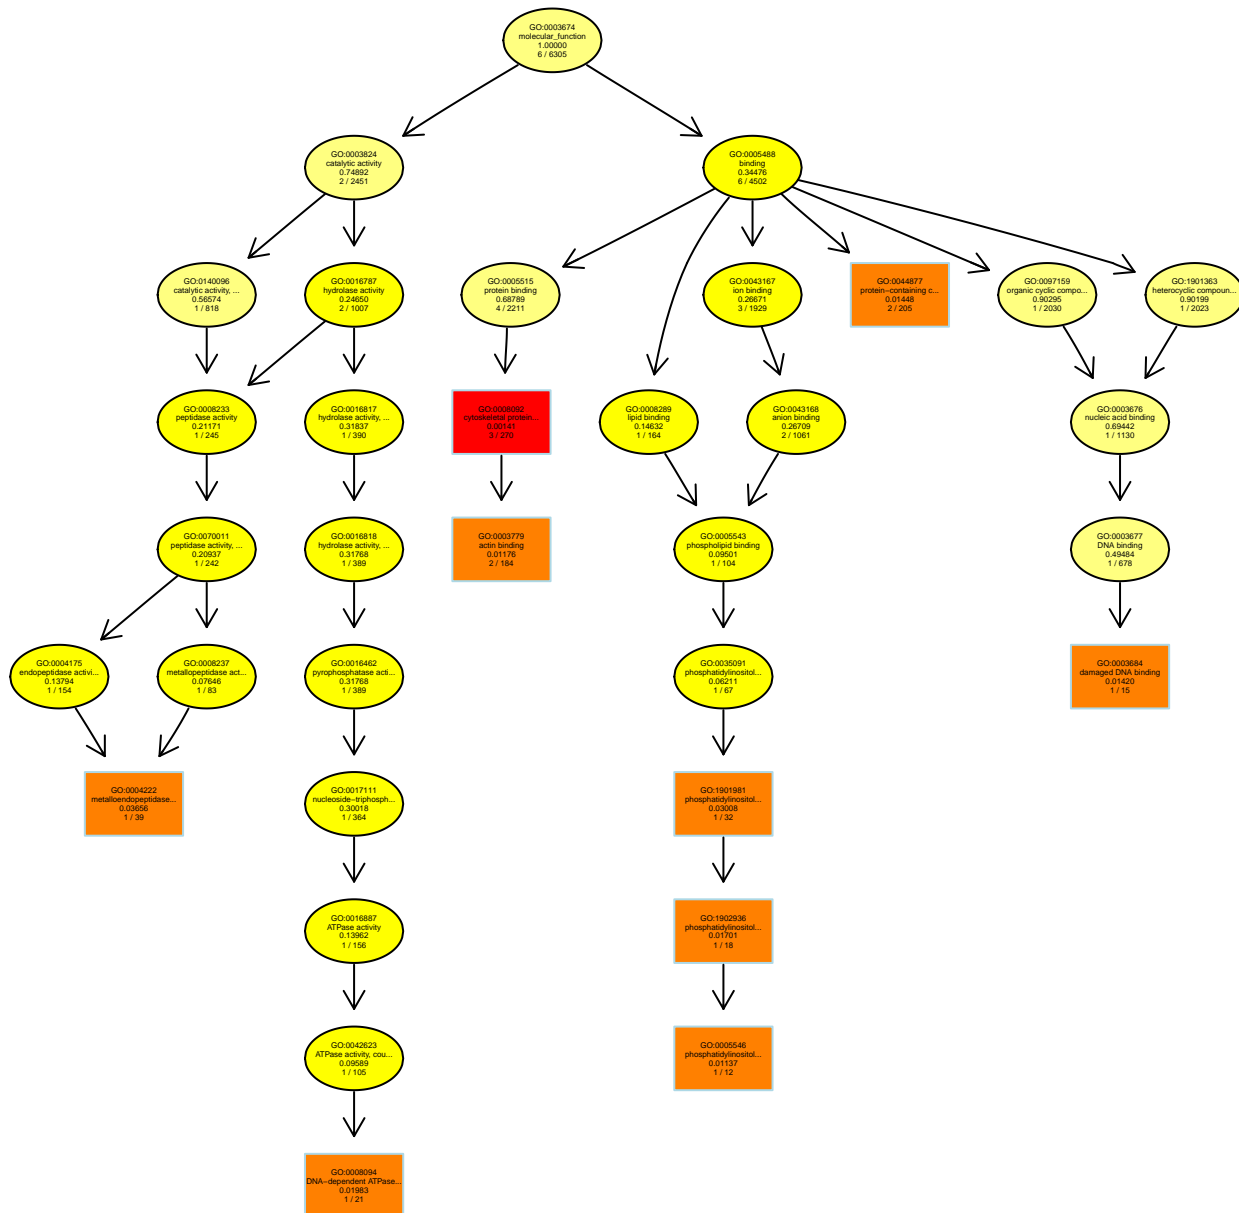 GO:0003674
molecular_function
1.00000
6 / 6305
GO:0003824
catalytic activity
0.74892
2 / 2451
GO:0005488
binding
0.34476
6 / 4502
GO:0140096
catalytic activity, ...
0.56574
1 / 818
GO:0016787
hydrolase activity
0.24650
2 / 1007
GO:0005515
protein binding
0.68789
4 / 2211
GO:0043167
ion binding
0.26671
3 / 1929
GO:0044877
protein−containing c...
0.01448
2 / 205
GO:0097159
organic cyclic compo...
0.90295
1 / 2030
GO:1901363
heterocyclic compoun...
0.90199
1 / 2023
GO:0008233
peptidase activity
0.21171
1 / 245
GO:0016817
hydrolase activity, ...
0.31837
1 / 390
GO:0008092
cytoskeletal protein...
0.00141
3 / 270
GO:0008289
lipid binding
0.14632
1 / 164
GO:0043168
anion binding
0.26709
2 / 1061
GO:0003676
nucleic acid binding
0.69442
1 / 1130
GO:0070011
peptidase activity, ...
0.20937
1 / 242
GO:0016818
hydrolase activity, ...
0.31768
1 / 389
GO:0003779
actin binding
0.01176
2 / 184
GO:0005543
phospholipid binding
0.09501
1 / 104
GO:0003677
DNA binding
0.49484
1 / 678
GO:0004175
endopeptidase activi...
0.13794
1 / 154
GO:0008237
metallopeptidase act...
0.07646
1 / 83
GO:0016462
pyrophosphatase acti...
0.31768
1 / 389
GO:0035091
phosphatidylinositol...
0.06211
1 / 67
GO:0003684
damaged DNA binding
0.01420
1 / 15
GO:0004222
metalloendopeptidase...
0.03656
1 / 39
GO:0017111
nucleoside−triphosph...
0.30018
1 / 364
GO:1901981
phosphatidylinositol...
0.03008
1 / 32
GO:0016887
ATPase activity
0.13962
1 / 156
GO:1902936
phosphatidylinositol...
0.01701
1 / 18
GO:0042623
ATPase activity, cou...
0.09589
1 / 105
GO:0005546
phosphatidylinositol...
0.01137
1 / 12
GO:0008094
DNA−dependent ATPase...
0.01983
1 / 21